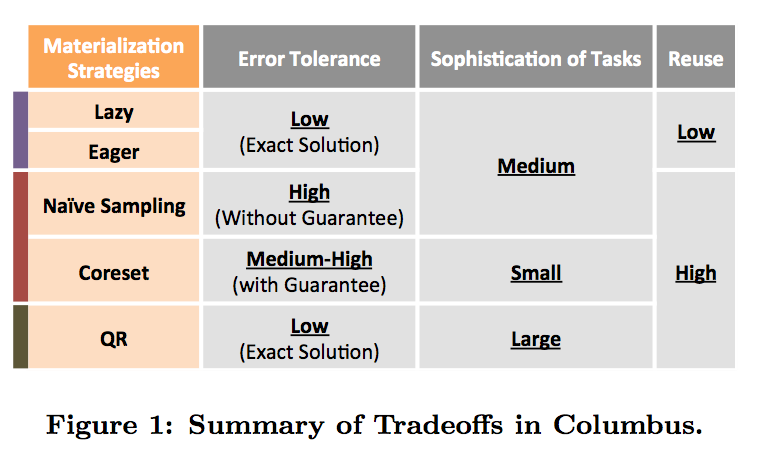 Materialization Strategies Error Tolerance Sophistication of Tasks Reuse
Lazy
Eager
Low
(Exact Solution)
Medium
Low
Naïve Sampling
High
(Without Guarantee)
Coreset
Medium-High
(with Guarantee)
Small
High
QR
Low
(Exact Solution)
Large
Figure 1: Summary of Tradeoffs in Columbus.